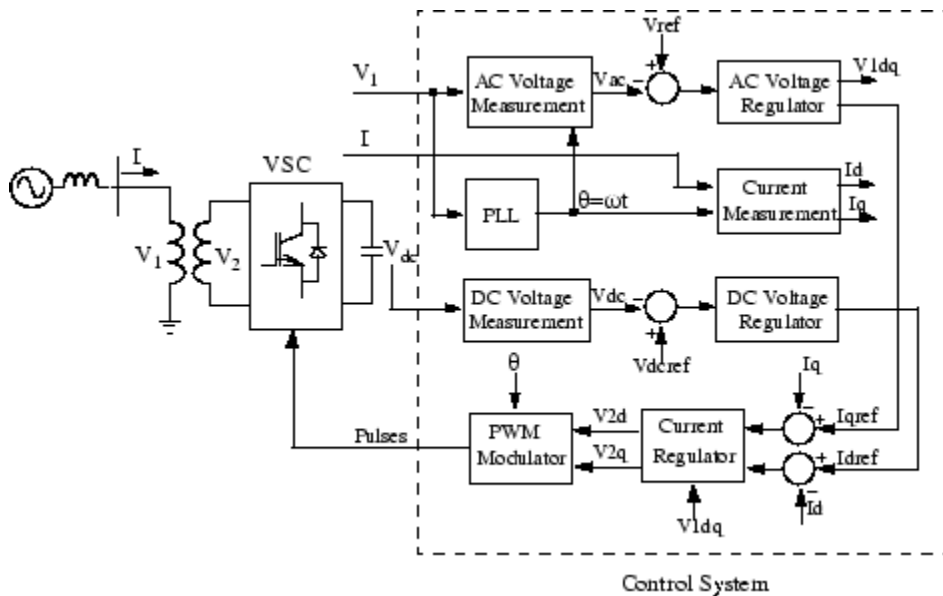 Vref
V1
AC Voltage
Measurement
Vac
−
+
AC Voltage
Regulator
V1dq
I
I
VSC
PLL
θ=ωt
Current
Measurement
Id
Iq
V1
V2
Vdc
DC Voltage
Measurement
Vdc
−
+
Vdcref
DC Voltage
Regulator
θ
Iq
−
+
Iqref
Pulses
PWM
Modulator
V2d
V2q
Current
Regulator
+
Idref
−
Id
V1dq
Control System